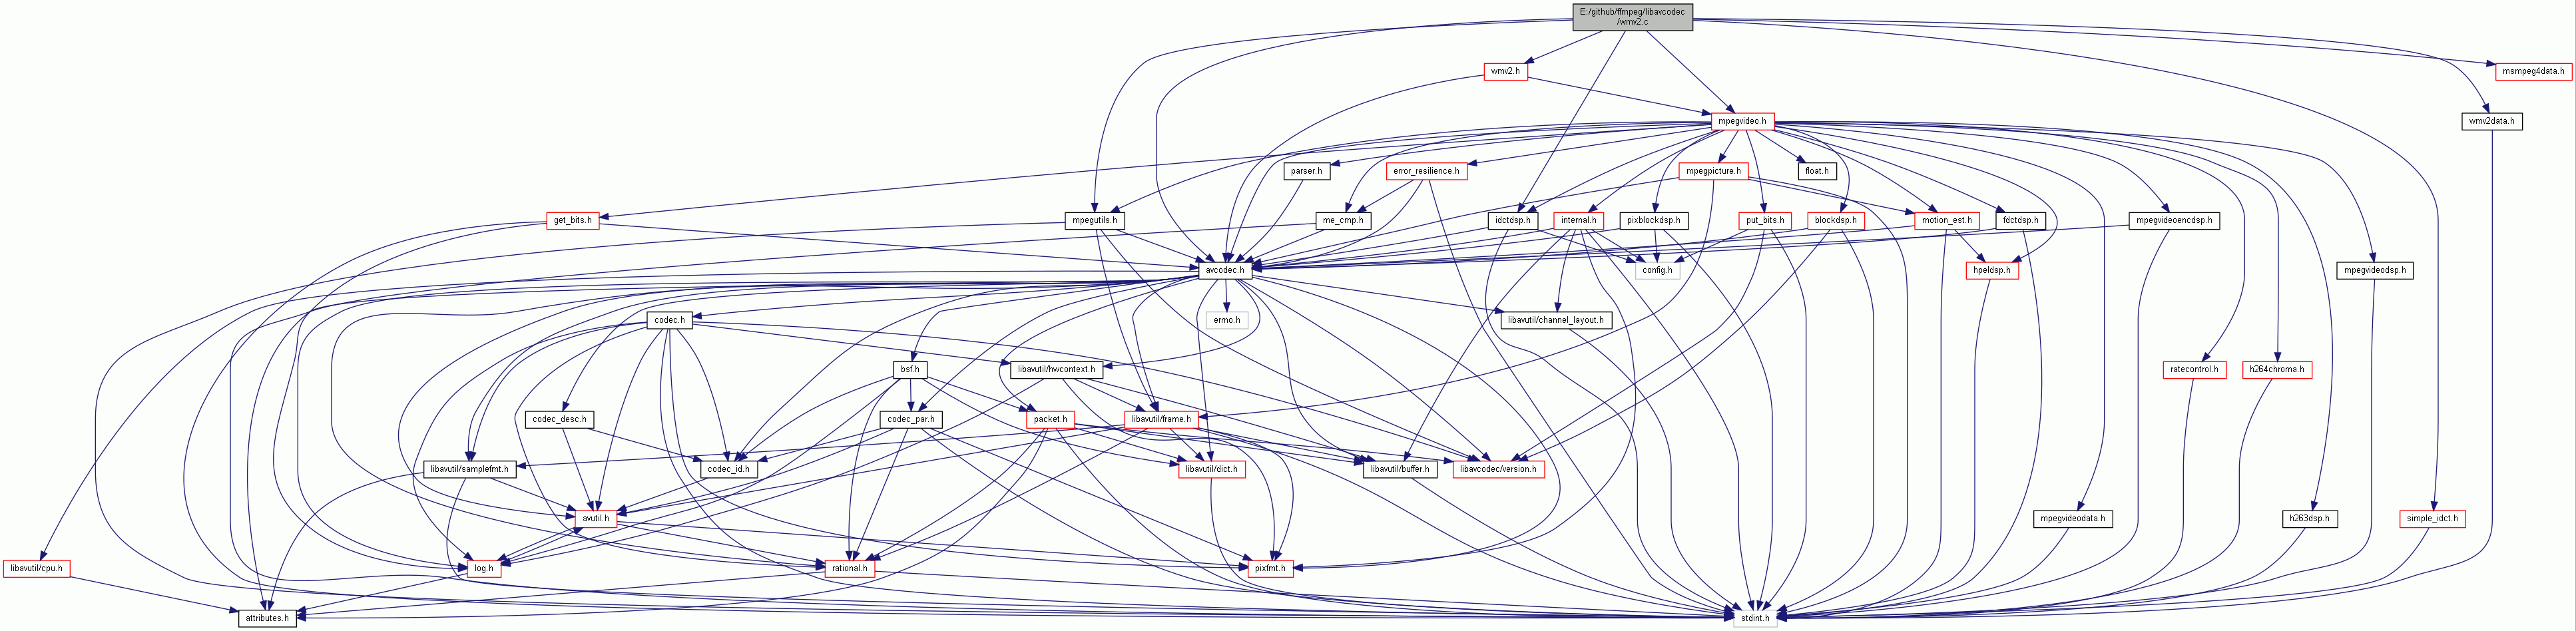 E:/github/ffmpeg/libavcodec
/wmv2.c
wmv2.h
msmpeg4data.h
mpegvideo.h
wmv2data.h
parser.h
error_resilience.h
mpegpicture.h
float.h
get_bits.h
mpegutils.h
me_cmp.h
idctdsp.h
internal.h
pixblockdsp.h
put_bits.h
blockdsp.h
motion_est.h
fdctdsp.h
mpegvideoencdsp.h
avcodec.h
config.h
hpeldsp.h
mpegvideodsp.h
codec.h
errno.h
libavutil/channel_layout.h
bsf.h
libavutil/hwcontext.h
ratecontrol.h
h264chroma.h
codec_desc.h
codec_par.h
packet.h
libavutil/frame.h
libavutil/samplefmt.h
codec_id.h
libavutil/dict.h
libavutil/buffer.h
libavcodec/version.h
avutil.h
mpegvideodata.h
h263dsp.h
simple_idct.h
libavutil/cpu.h
log.h
rational.h
pixfmt.h
attributes.h
stdint.h